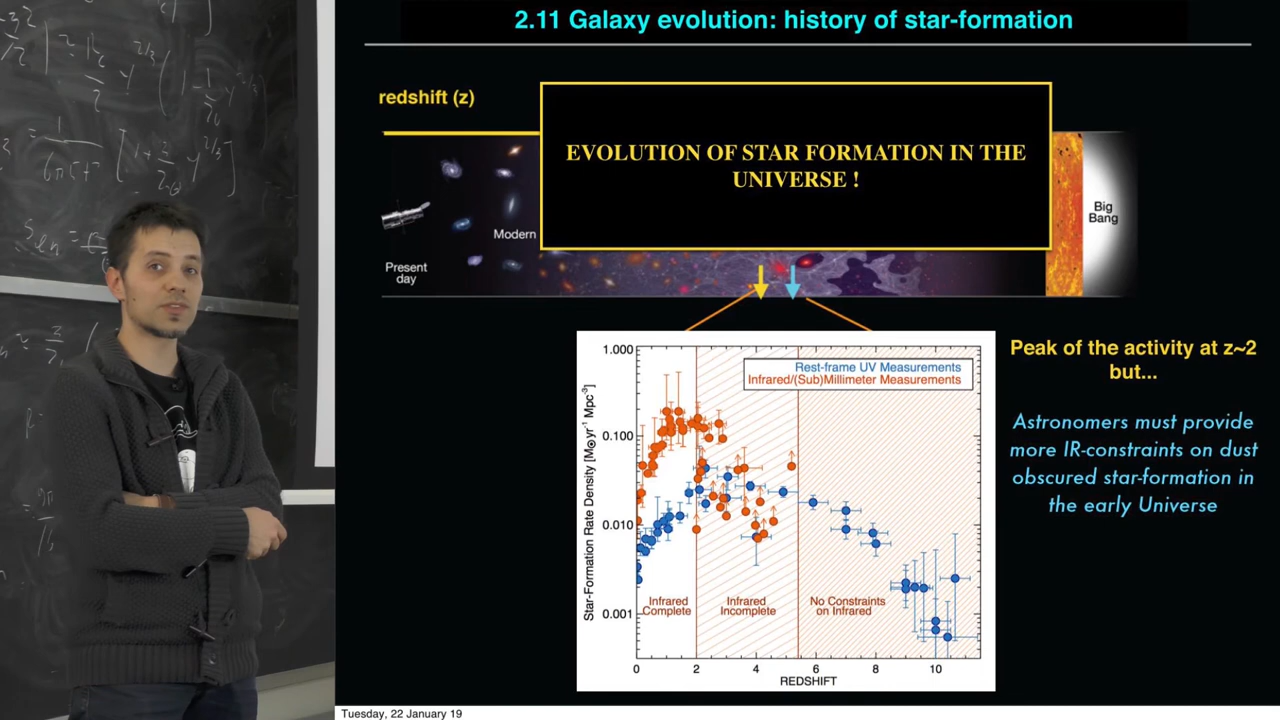 2.11 Galaxy evolution: history of star-formation
redshift (z)
EVOLUTION OF STAR FORMATION IN THE
UNIVERSE !
Modern
Present
day
Big
Bang
Peak of the activity at z~2
but...
Astronomers must provide
more IR-constraints on dust
obscured star-formation in
the early Universe
Rest-frame UV Measurements
Infrared/(Sub)Millimeter Measurements
Star-Formation Rate Density [M⊙yr⁻¹ Mpc⁻³]
1.000
0.100
0.010
0.001
Infrared
Complete
Infrared
Incomplete
No Constraints
on Infrared
0 2 4 6 8 10
REDSHIFT
Tuesday, 22 January 19